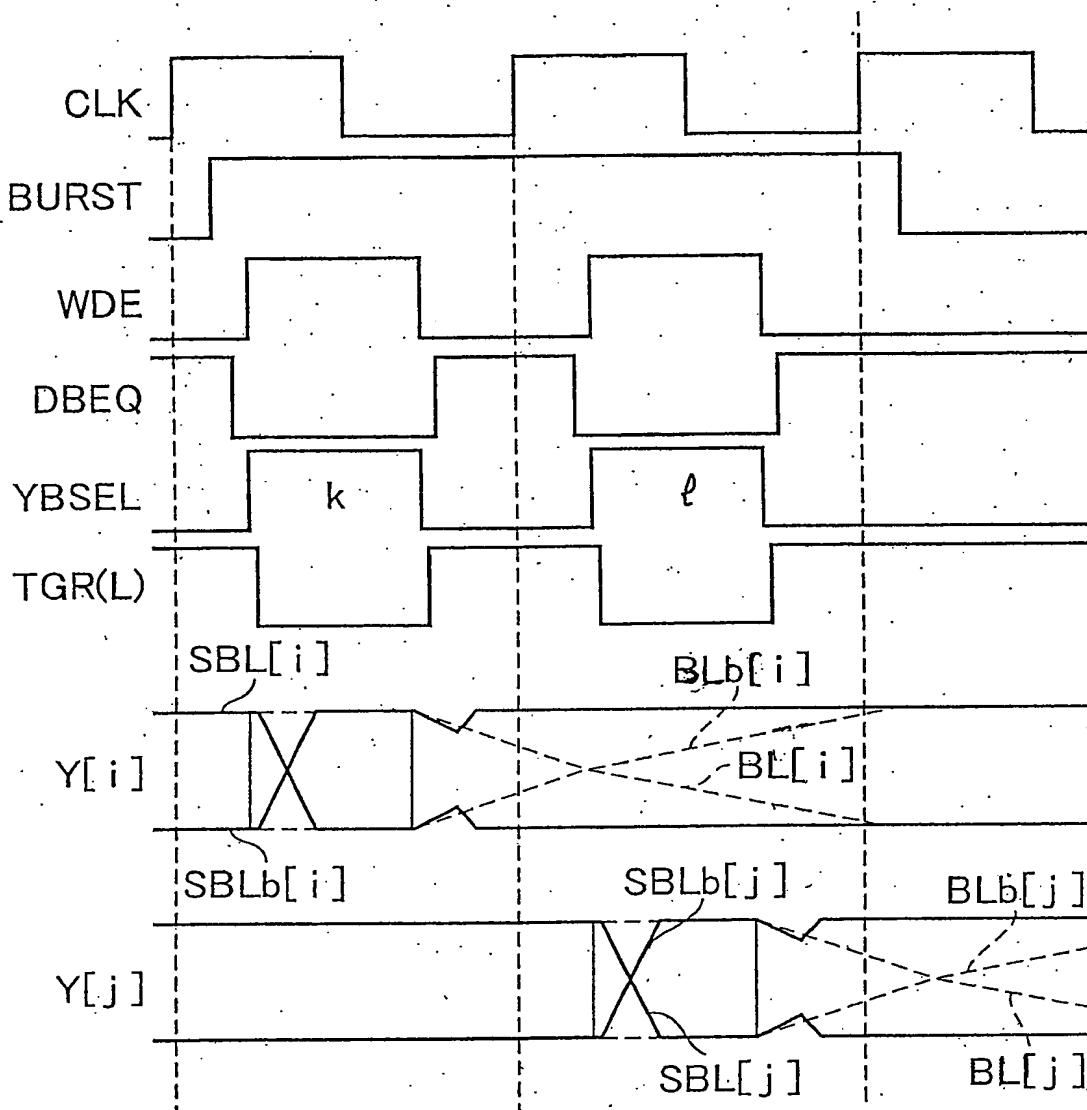 CLK
BURST
WDE
DBEQ
YBSEL k ℓ
TGR(L)
SBL[i]
BLb[i]
Y[i]
BL[i]
SBLb[i]
SBLb[j]
BLb[j]
Y[j]
SBL[j]
BL[j]